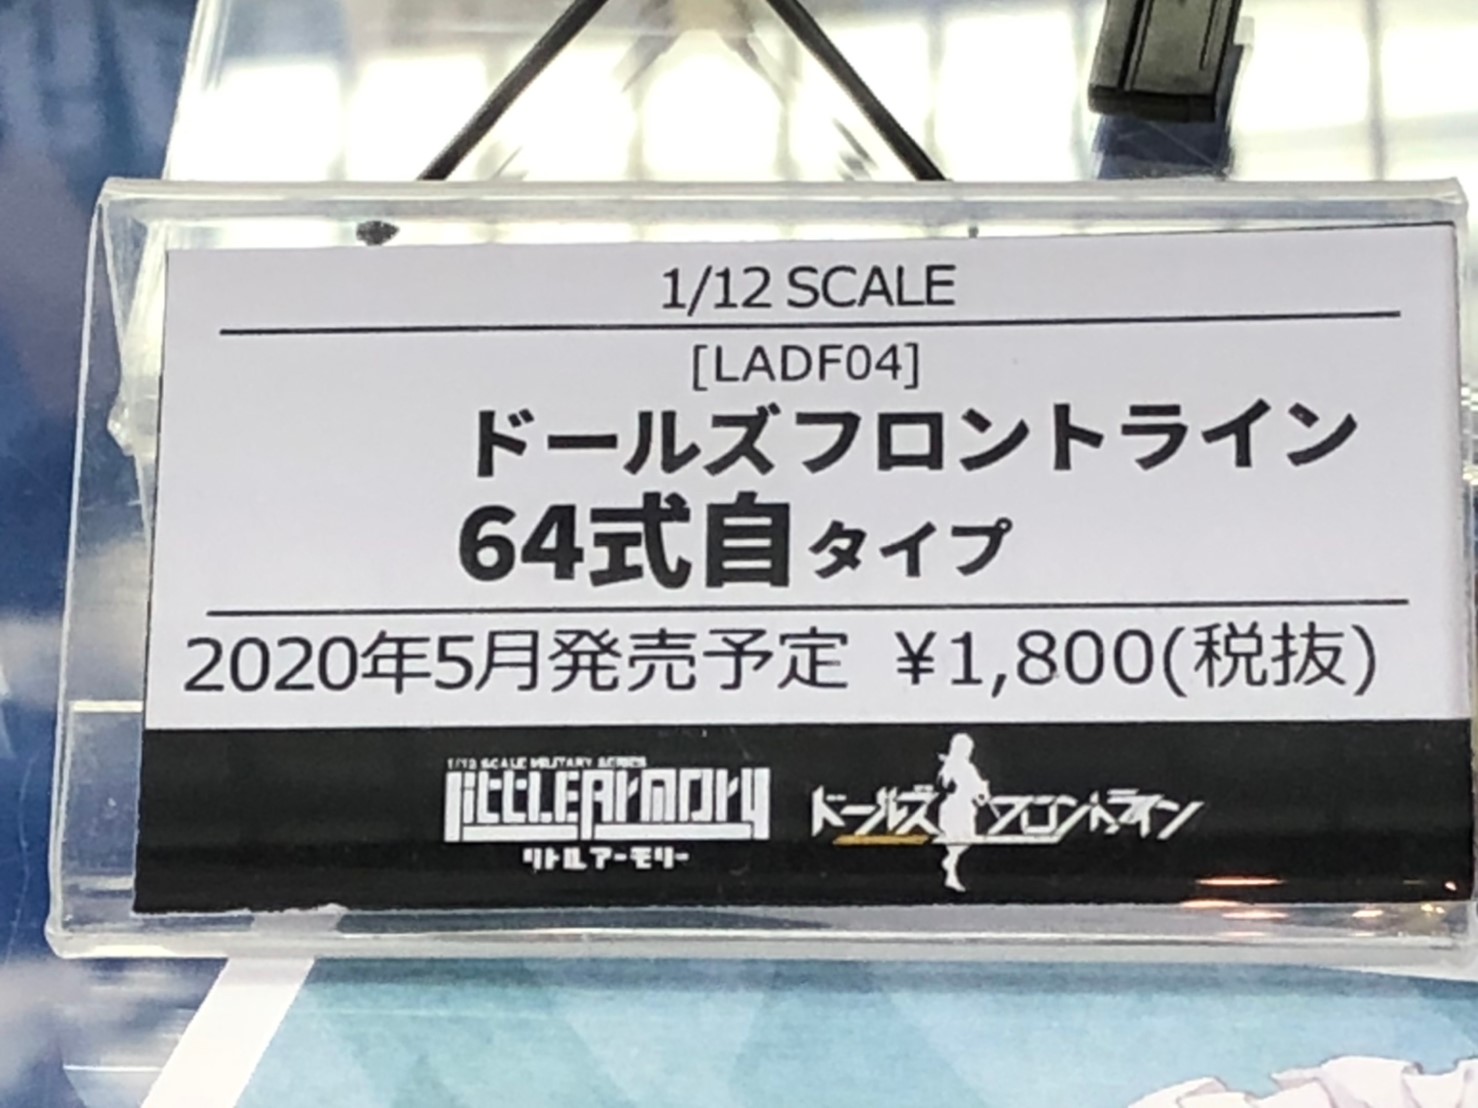 1/12 SCALE
[LADF04]
ドールズフロントライン
64式自タイプ
2020年5月発売予定 ¥1,800(税抜)
1/12 SCALE MILITARY SERIES
LITTLEARMORY
リトルアーモリー
ドールズフロントライン